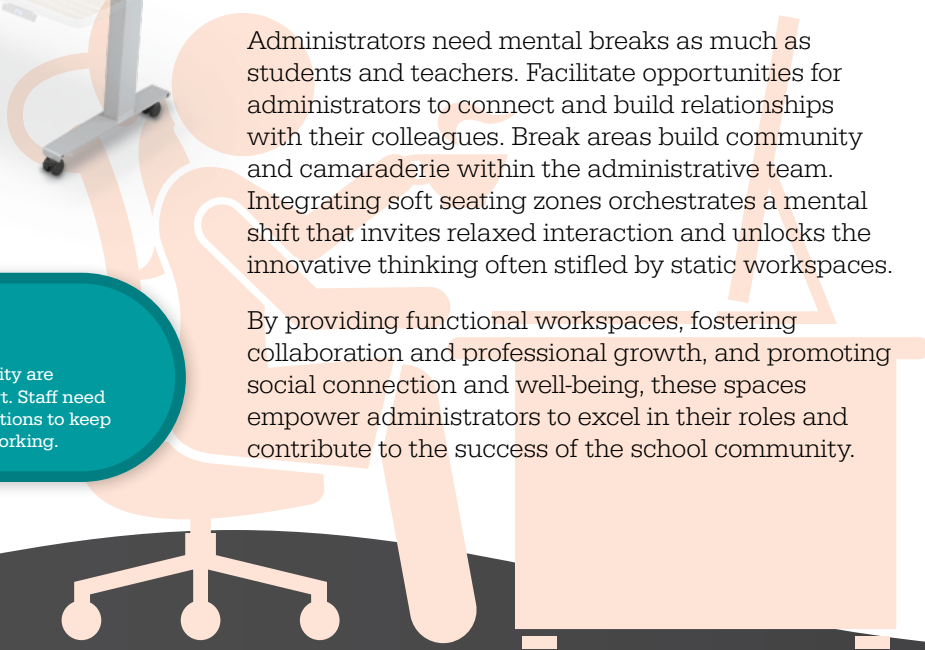 Administrators need mental breaks as much as
students and teachers. Facilitate opportunities for
administrators to connect and build relationships
with their colleagues. Break areas build community
and camaraderie within the administrative team.
Integrating soft seating zones orchestrates a mental
shift that invites relaxed interaction and unlocks the
innovative thinking often stifled by static workspaces.
By providing functional workspaces, fostering
collaboration and professional growth, and promoting
social connection and well-being, these spaces
empower administrators to excel in their roles and
contribute to the success of the school community.
are
Staff need
to keep